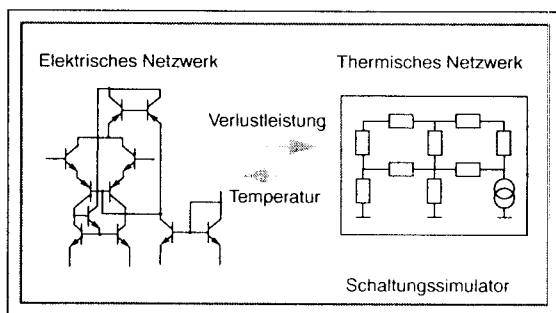 Elektrisches Netzwerk
Thermisches Netzwerk
Verlustleistung
Temperatur
Schaltungssimulator